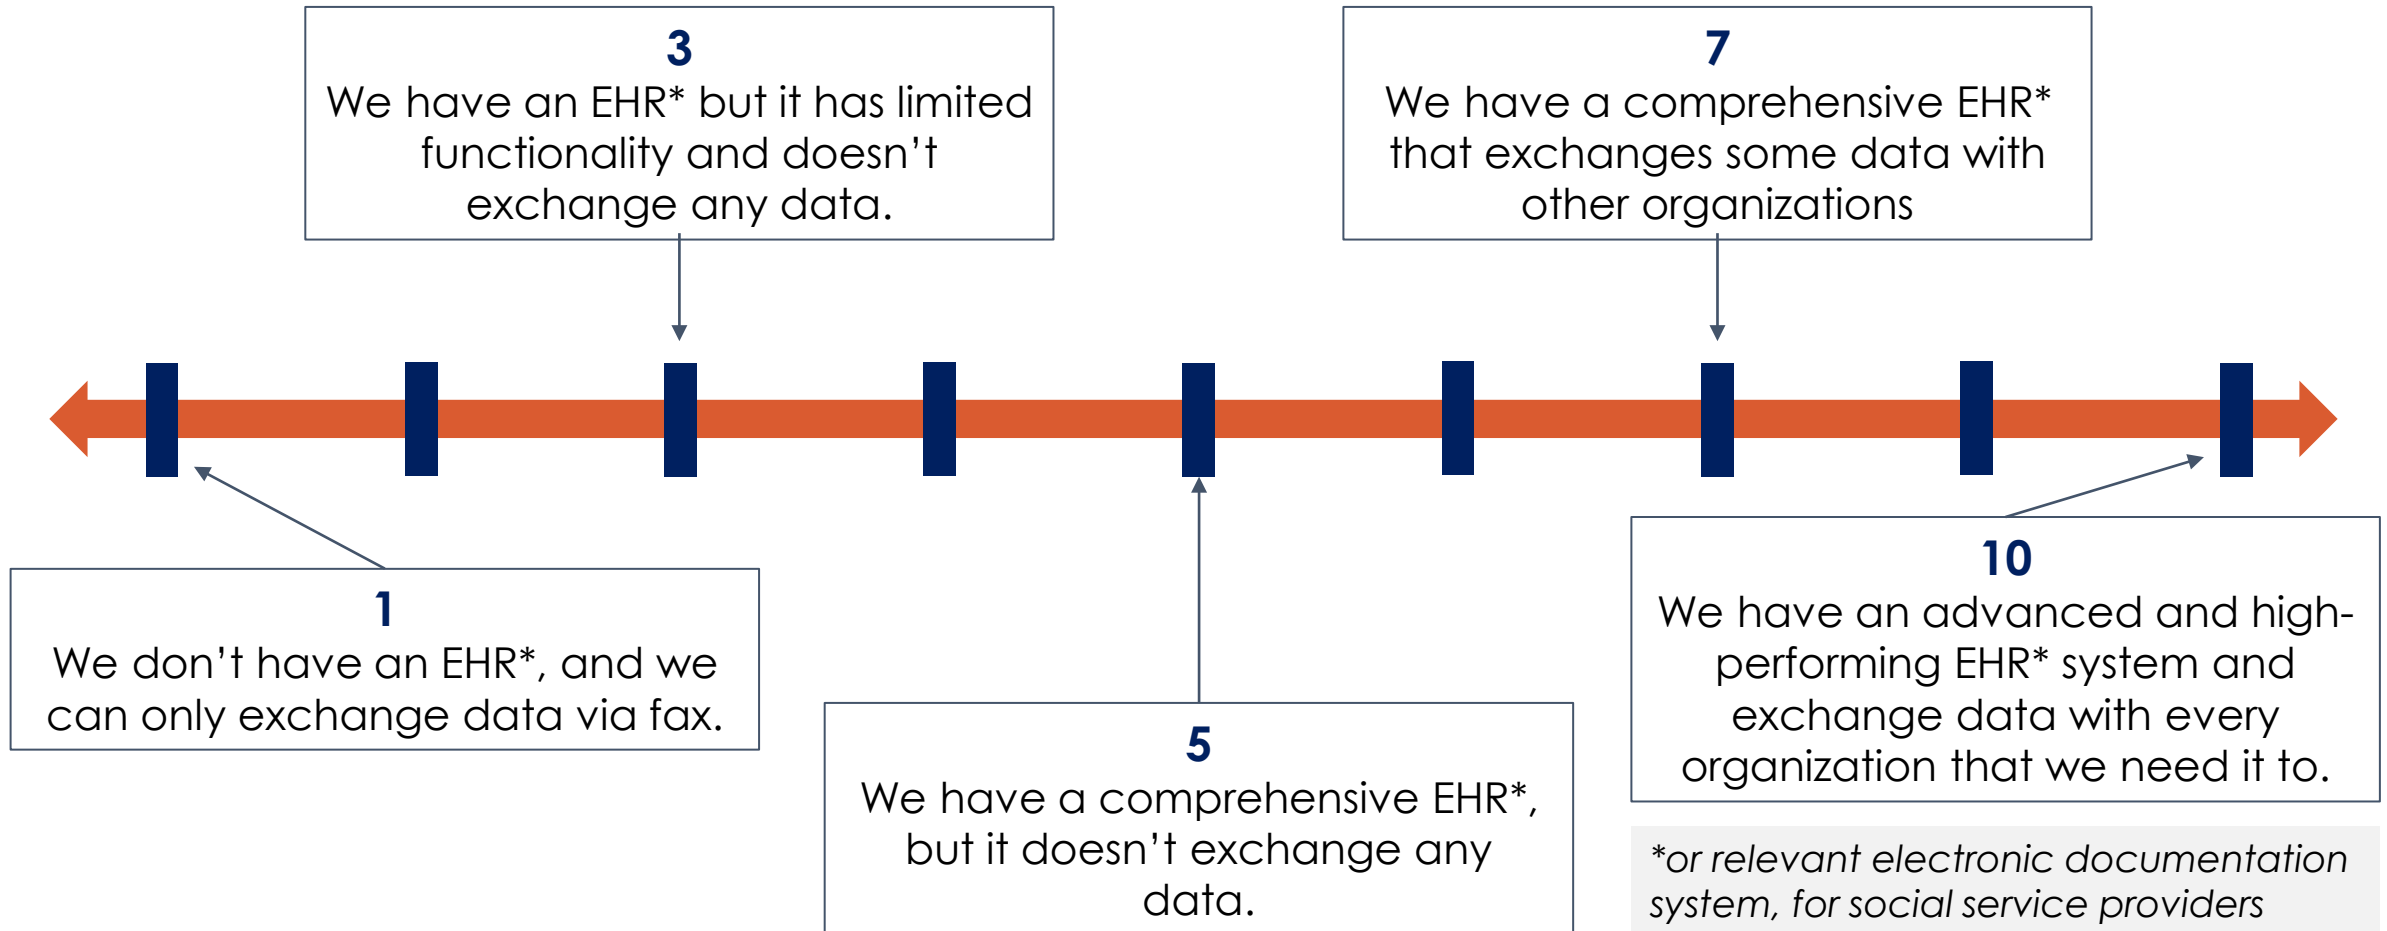 3
We have an EHR* but it has limited
functionality and doesn’t
exchange any data.
7
We have a comprehensive EHR*
that exchanges some data with
other organizations
1
We don’t have an EHR*, and we
can only exchange data via fax.
5
We have a comprehensive EHR*,
but it doesn’t exchange any
data.
10
We have an advanced and high-
performing EHR* system and
exchange data with every
organization that we need it to.
*or relevant electronic documentation
system, for social service providers